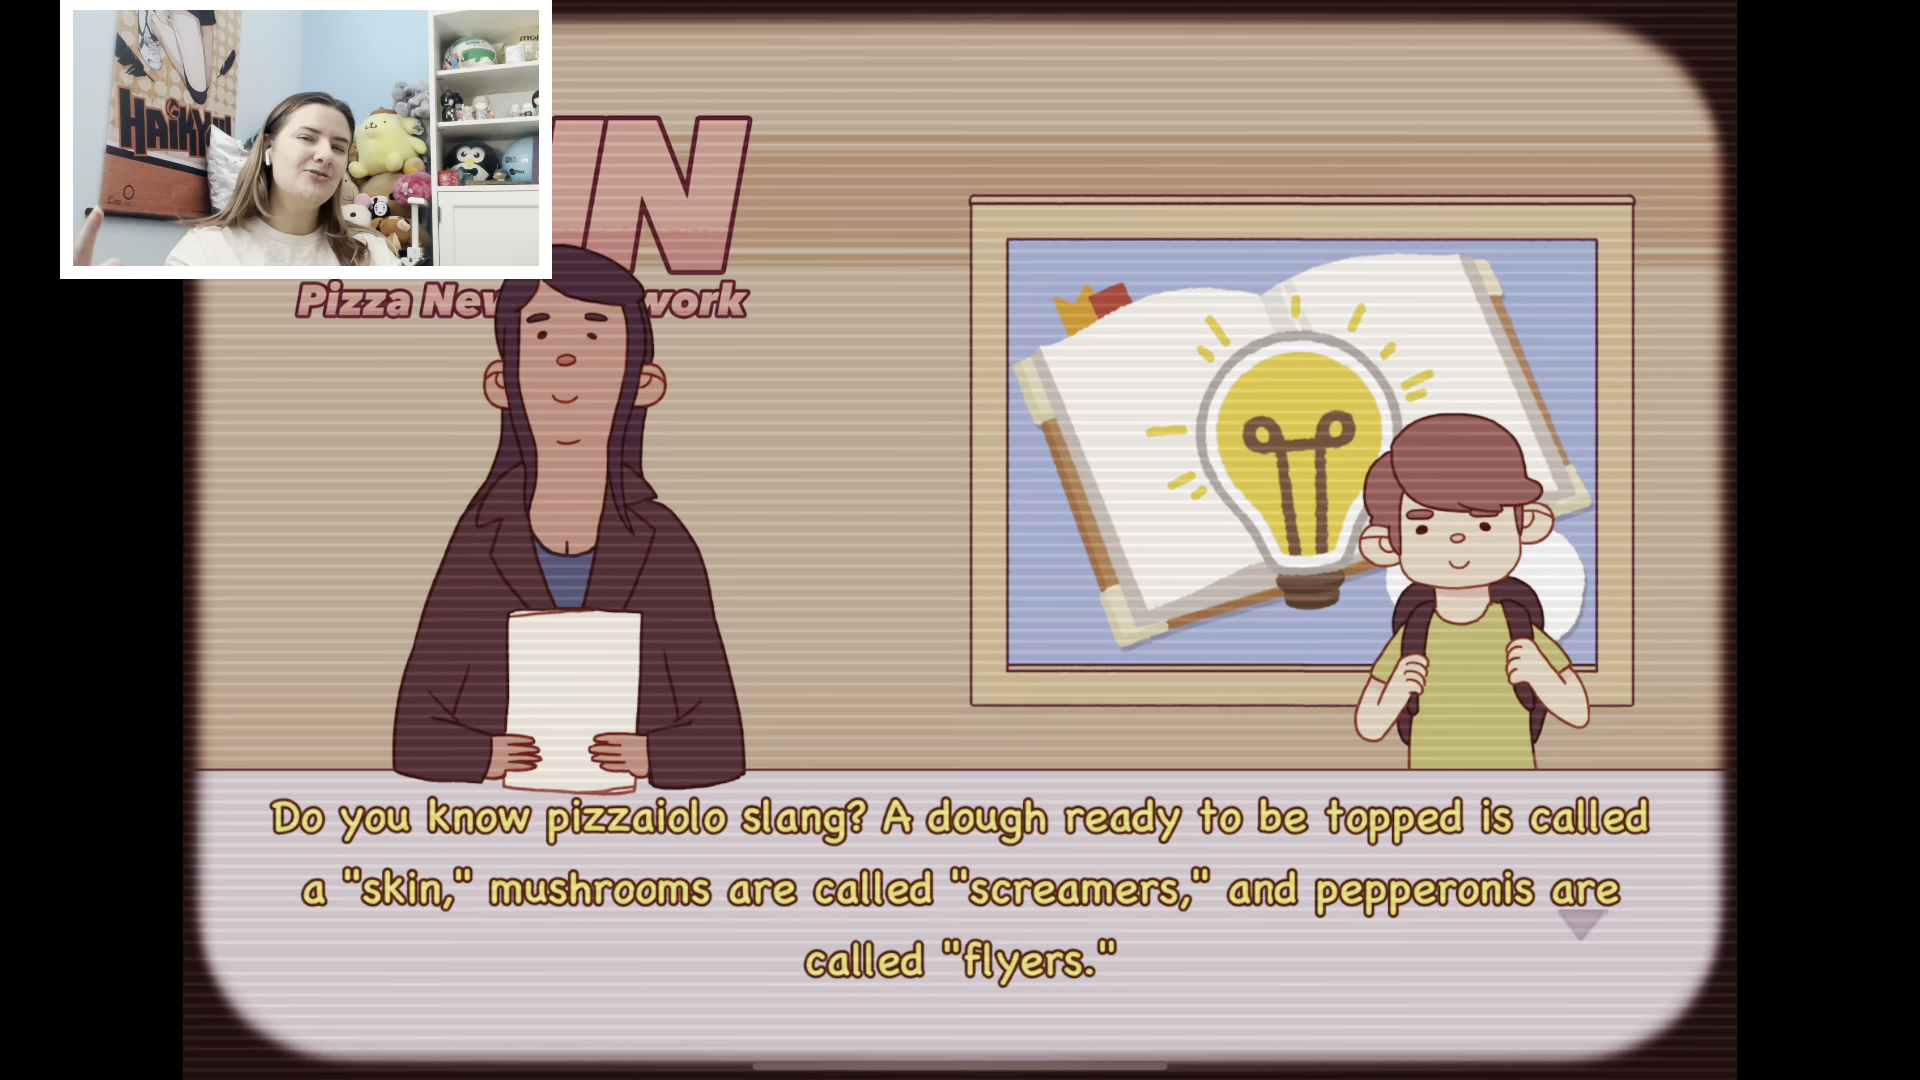 HAIKYU
N
Pizza New
work
Do you know pizzaiolo slang? A dough ready to be topped is called
a "skin," mushrooms are called "screamers," and pepperonis are
called "flyers."